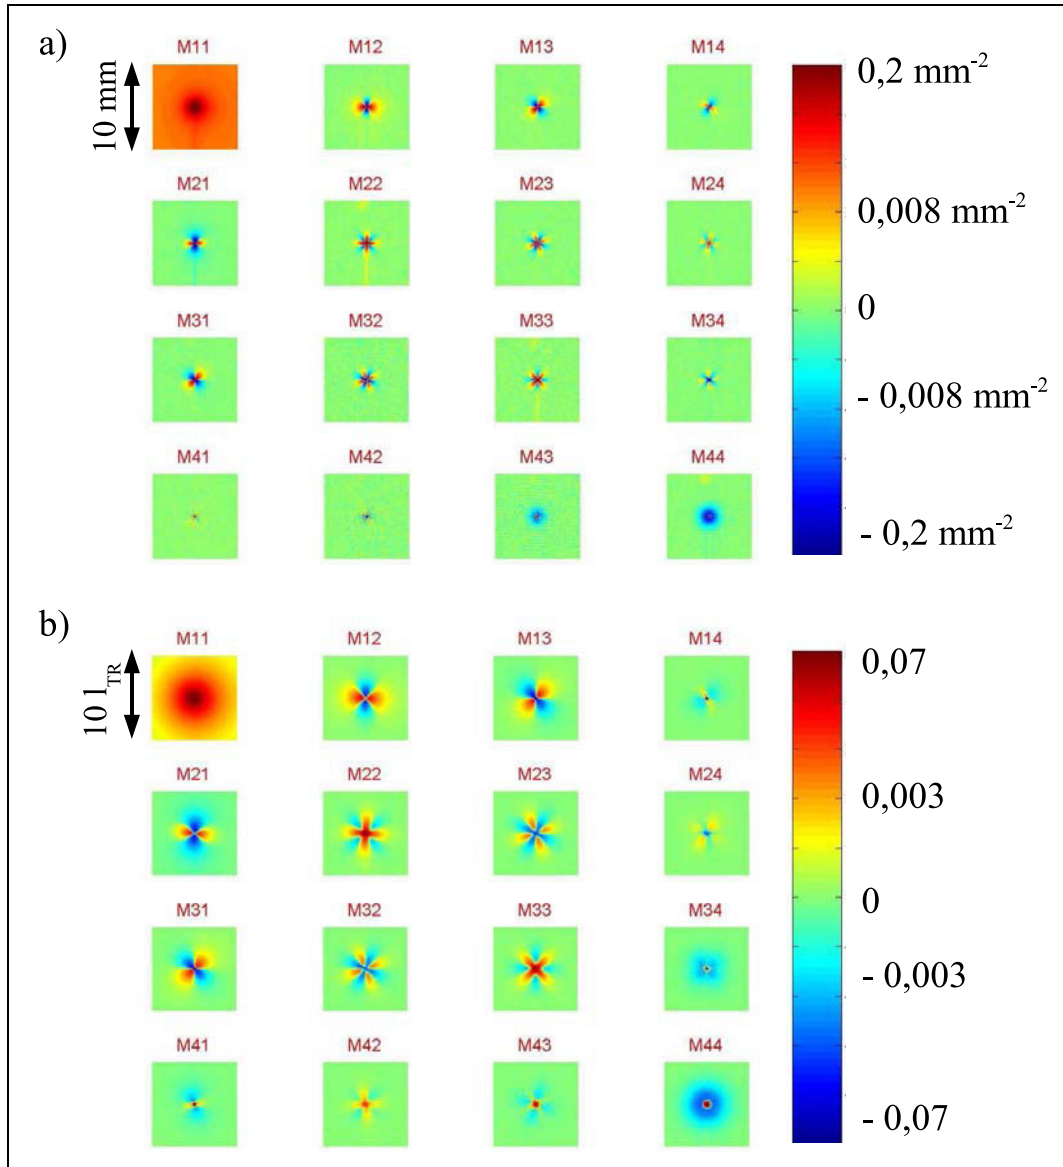 a)
M11 M12 M13 M14
10 mm
M21 M22 M23 M24
M31 M32 M33 M34
M41 M42 M43 M44
0,2 mm-2
0,008 mm-2
0
- 0,008 mm-2
- 0,2 mm-2
b)
M11 M12 M13 M14
10 lTR
M21 M22 M23 M24
M31 M32 M33 M34
M41 M42 M43 M44
0,07
0,003
0
- 0,003
- 0,07